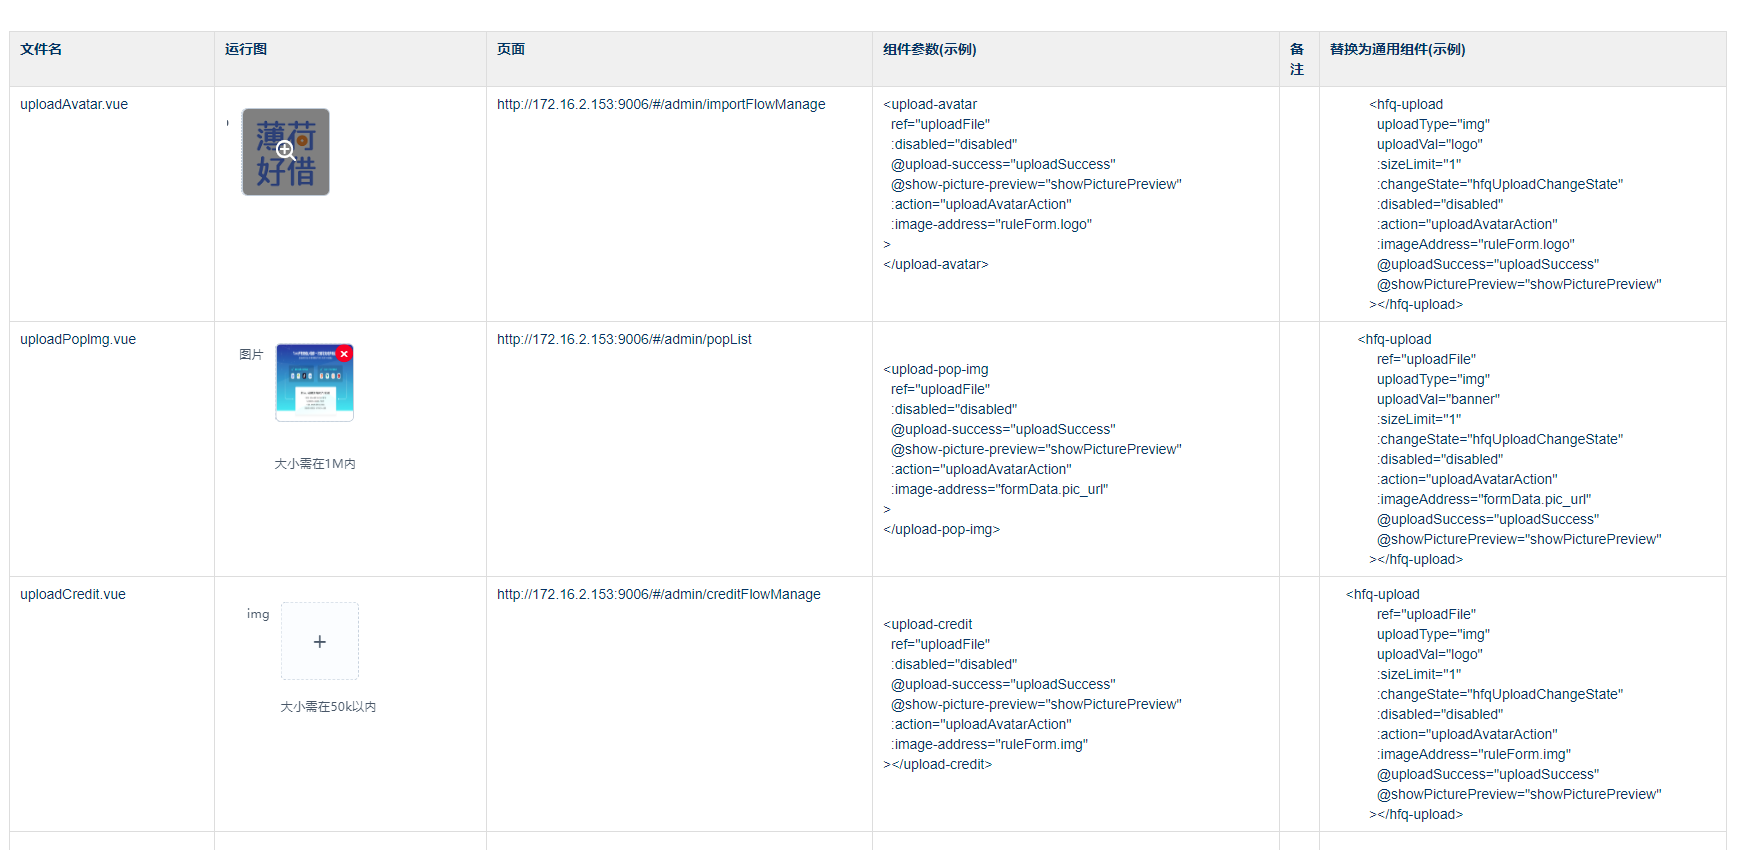 文件名
运行图
页面
组件参数(示例)
备
注
替换为通用组件(示例)
uploadAvatar.vue
薄荷
好借
http://172.16.2.153:9006/#/admin/importFlowManage
<upload-avatar
ref="uploadFile"
:disabled="disabled"
@upload-success="uploadSuccess"
@show-picture-preview="showPicturePreview"
:action="uploadAvatarAction"
:image-address="ruleForm.logo"
>
</upload-avatar>
<hfq-upload
uploadType="img"
uploadVal="logo"
:sizeLimit="1"
:changeState="hfqUploadChangeState"
:disabled="disabled"
:action="uploadAvatarAction"
:imageAddress="ruleForm.logo"
@uploadSuccess="uploadSuccess"
@showPicturePreview="showPicturePreview"
></hfq-upload>
uploadPopImg.vue
图片
大小需在1M内
http://172.16.2.153:9006/#/admin/popList
<upload-pop-img
ref="uploadFile"
:disabled="disabled"
@upload-success="uploadSuccess"
@show-picture-preview="showPicturePreview"
:action="uploadAvatarAction"
:image-address="formData.pic_url"
>
</upload-pop-img>
<hfq-upload
ref="uploadFile"
uploadType="img"
uploadVal="banner"
:sizeLimit="1"
:changeState="hfqUploadChangeState"
:disabled="disabled"
:action="uploadAvatarAction"
:imageAddress="formData.pic_url"
@uploadSuccess="uploadSuccess"
@showPicturePreview="showPicturePreview"
></hfq-upload>
uploadCredit.vue
img
大小需在50k以内
http://172.16.2.153:9006/#/admin/creditFlowManage
<upload-credit
ref="uploadFile"
:disabled="disabled"
@upload-success="uploadSuccess"
@show-picture-preview="showPicturePreview"
:action="uploadAvatarAction"
:image-address="ruleForm.img"
></upload-credit>
<hfq-upload
ref="uploadFile"
uploadType="img"
uploadVal="logo"
:sizeLimit="1"
:changeState="hfqUploadChangeState"
:disabled="disabled"
:action="uploadAvatarAction"
:imageAddress="ruleForm.img"
@uploadSuccess="uploadSuccess"
@showPicturePreview="showPicturePreview"
></hfq-upload>